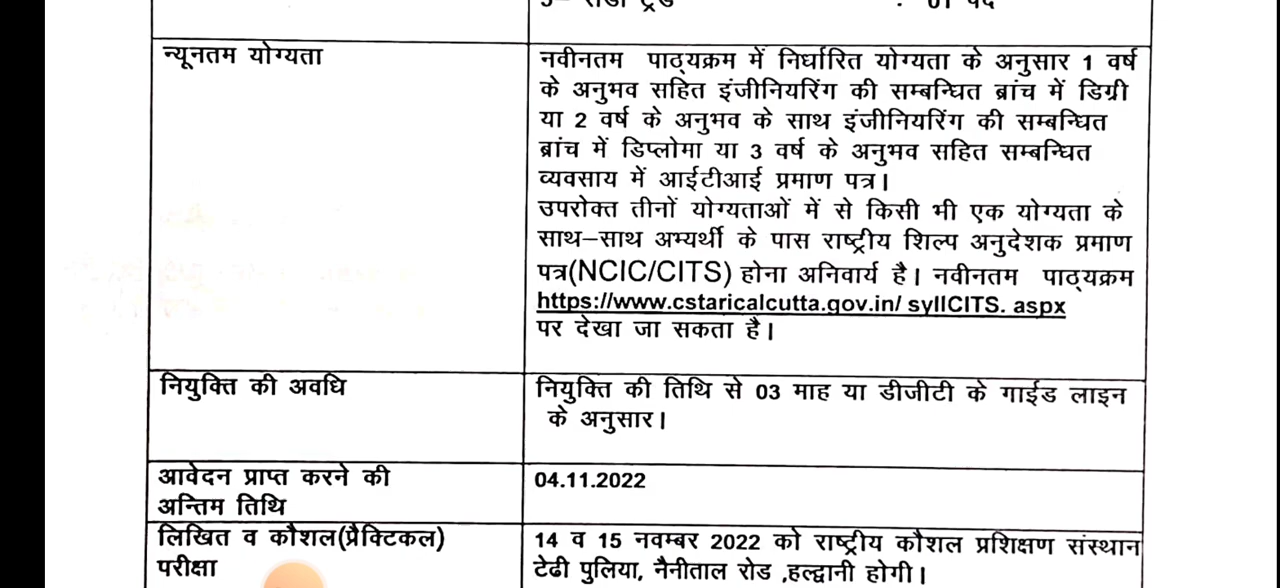 : 01 पद
न्यूनतम योग्यता
नवीनतम पाठ्यक्रम में निर्धारित योग्यता के अनुसार 1 वर्ष
के अनुभव सहित इंजीनियरिंग की सम्बन्धित ब्रांच में डिग्री
या 2 वर्ष के अनुभव के साथ इंजीनियरिंग की सम्बन्धित
ब्रांच में डिप्लोमा या 3 वर्ष के अनुभव सहित सम्बन्धित
व्यवसाय में आईटीआई प्रमाण पत्र।
उपरोक्त तीनों योग्यताओं में से किसी भी एक योग्यता के
साथ–साथ अभ्यर्थी के पास राष्ट्रीय शिल्प अनुदेशक प्रमाण
पत्र(NCIC/CITS) होना अनिवार्य है। नवीनतम पाठ्यक्रम
https://www.cstaricalcutta.gov.in/ syllCITS. aspx
पर देखा जा सकता है।
नियुक्ति की अवधि
नियुक्ति की तिथि से 03 माह या डीजीटी के गाईड लाइन
के अनुसार।
आवेदन प्राप्त करने की
अन्तिम तिथि
04.11.2022
लिखित व कौशल(प्रैक्टिकल)
परीक्षा
14 व 15 नवम्बर 2022 को राष्ट्रीय कौशल प्रशिक्षण संस्थान
टेढी पुलिया, नैनीताल रोड ,हल्द्वानी होगी।